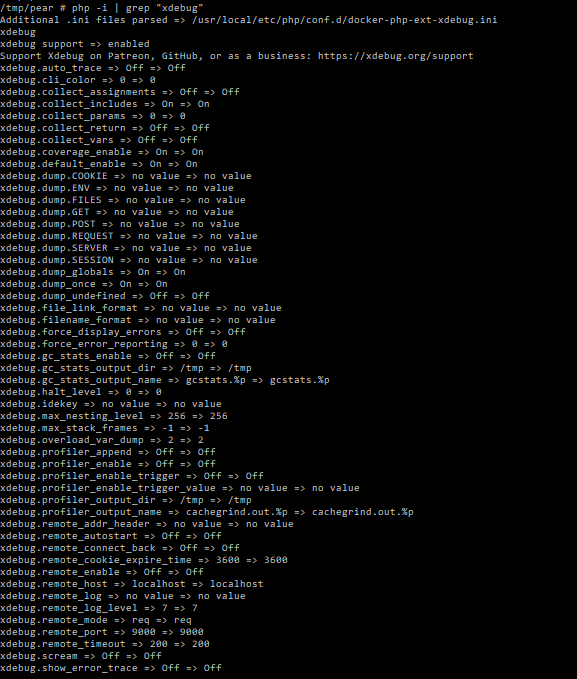 /tmp/pear # php -i | grep "xdebug"
Additional .ini files parsed => /usr/local/etc/php/conf.d/docker-php-ext-xdebug.ini
xdebug
xdebug support => enabled
Support Xdebug on Patreon, GitHub, or as a business: https://xdebug.org/support
xdebug.auto_trace => Off => Off
xdebug.cli_color => 0 => 0
xdebug.collect_assignments => Off => Off
xdebug.collect_includes => On => On
xdebug.collect_params => 0 => 0
xdebug.collect_return => Off => Off
xdebug.collect_vars => Off => Off
xdebug.coverage_enable => On => On
xdebug.default_enable => On => On
xdebug.dump.COOKIE => no value => no value
xdebug.dump.ENV => no value => no value
xdebug.dump.FILES => no value => no value
xdebug.dump.GET => no value => no value
xdebug.dump.POST => no value => no value
xdebug.dump.REQUEST => no value => no value
xdebug.dump.SERVER => no value => no value
xdebug.dump.SESSION => no value => no value
xdebug.dump_globals => On => On
xdebug.dump_once => On => On
xdebug.dump_undefined => Off => Off
xdebug.file_link_format => no value => no value
xdebug.filename_format => no value => no value
xdebug.force_display_errors => Off => Off
xdebug.force_error_reporting => 0 => 0
xdebug.gc_stats_enable => Off => Off
xdebug.gc_stats_output_dir => /tmp => /tmp
xdebug.gc_stats_output_name => gcstats.%p => gcstats.%p
xdebug.halt_level => 0 => 0
xdebug.idekey => no value => no value
xdebug.max_nesting_level => 256 => 256
xdebug.max_stack_frames => -1 => -1
xdebug.overload_var_dump => 2 => 2
xdebug.profiler_append => Off => Off
xdebug.profiler_enable => Off => Off
xdebug.profiler_enable_trigger => Off => Off
xdebug.profiler_enable_trigger_value => no value => no value
xdebug.profiler_output_dir => /tmp => /tmp
xdebug.profiler_output_name => cachegrind.out.%p => cachegrind.out.%p
xdebug.remote_addr_header => no value => no value
xdebug.remote_autostart => Off => Off
xdebug.remote_connect_back => Off => Off
xdebug.remote_cookie_expire_time => 3600 => 3600
xdebug.remote_enable => Off => Off
xdebug.remote_host => localhost => localhost
xdebug.remote_log => no value => no value
xdebug.remote_log_level => 7 => 7
xdebug.remote_mode => req => req
xdebug.remote_port => 9000 => 9000
xdebug.remote_timeout => 200 => 200
xdebug.scream => Off => Off
xdebug.show_error_trace => Off => Off